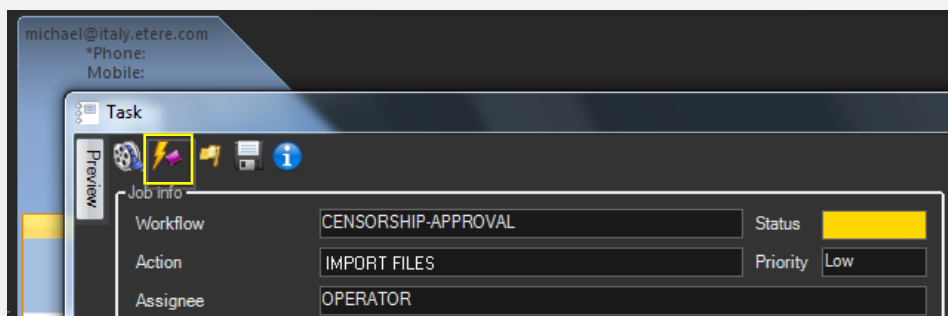 michael@italy.etere.com
*Phone:
Mobile:
Task
Preview
Job info
Workflow CENSORSHIP-APPROVAL Status
Action IMPORT FILES Priority Low
Assignee OPERATOR